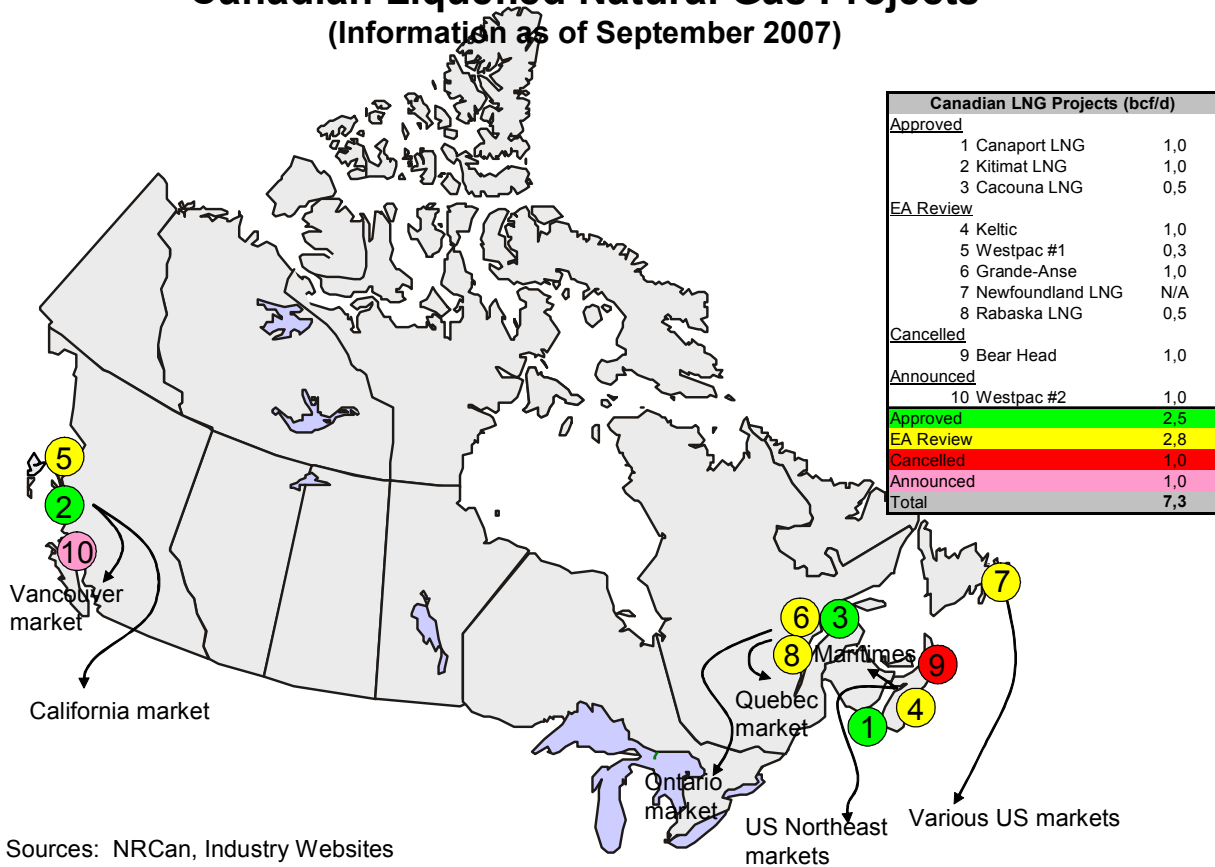 Canadian Liquefied Natural Gas Projects
(Information as of September 2007)
Canadian LNG Projects (bcf/d)
Approved
1 Canaport LNG 1,0
2 Kitimat LNG 1,0
3 Cacouna LNG 0,5
EA Review
4 Keltic 1,0
5 Westpac #1 0,3
6 Grande-Anse 1,0
7 Newfoundland LNG N/A
8 Rabaska LNG 0,5
Cancelled
9 Bear Head 1,0
Announced
10 Westpac #2 1,0
Approved 2,5
EA Review 2,8
Cancelled 1,0
Announced 1,0
Total 7,3
5
2
10
Vancouver
market
California market
6
3
8
Maritimes
9
7
4
1
Quebec
market
Ontario
market
US Northeast
markets
Various US markets
Sources: NRCan, Industry Websites